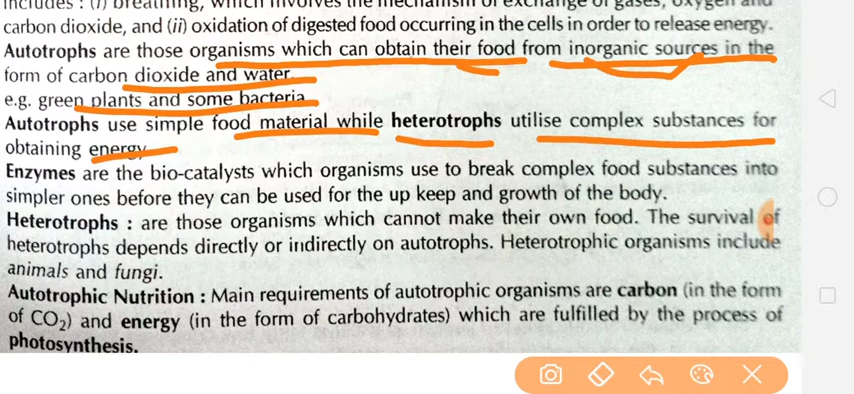 includes : (i) breathing, which involves the mechanism of exchange of gases, oxygen and
carbon dioxide, and (ii) oxidation of digested food occurring in the cells in order to release energy.
Autotrophs are those organisms which can obtain their food from inorganic sources in the
form of carbon dioxide and water
e.g. green plants and some bacteria
Autotrophs use simple food material while heterotrophs utilise complex substances for
obtaining energy
Enzymes are the bio-catalysts which organisms use to break complex food substances into
simpler ones before they can be used for the up keep and growth of the body.
Heterotrophs : are those organisms which cannot make their own food. The survival of
heterotrophs depends directly or indirectly on autotrophs. Heterotrophic organisms include
animals and fungi.
Autotrophic Nutrition : Main requirements of autotrophic organisms are carbon (in the form
of CO₂) and energy (in the form of carbohydrates) which are fulfilled by the process of
photosynthesis.